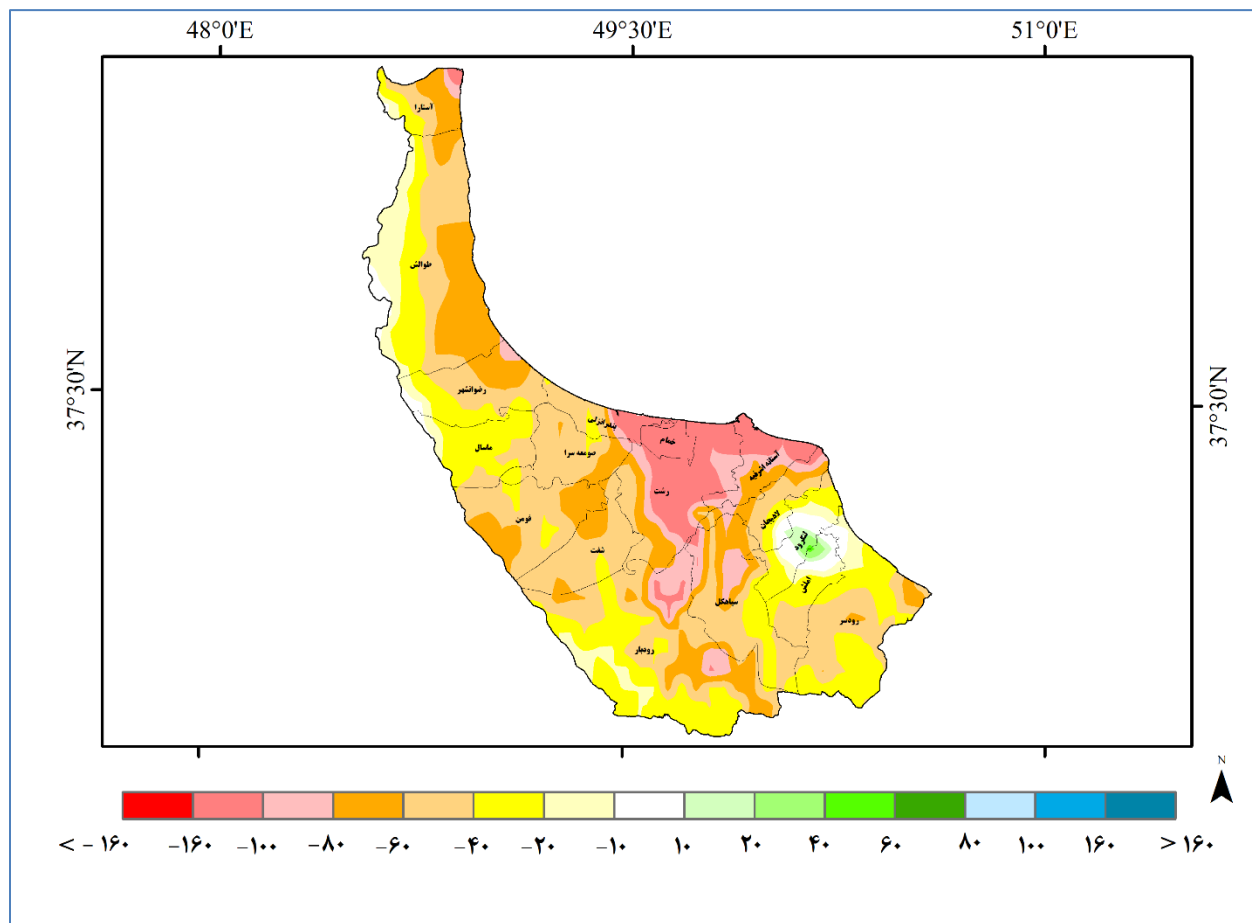 48°0'E 49°30'E 51°0'E
آستارا
طوالش
37°30'N 37°30'N
رضوانشهر
بندرانزلی
خمام
ماسال
صومعه سرا
آستانه اشرفیه
رشت
فومن
لاهیجان
لنگرود
شفت
املش
سیاهکل
رودسر
رودبار
N
< -۱۶۰ -۱۶۰ -۱۰۰ -۸۰ -۶۰ -۴۰ -۲۰ -۱۰ ۱۰ ۲۰ ۴۰ ۶۰ ۸۰ ۱۰۰ ۱۶۰ > ۱۶۰